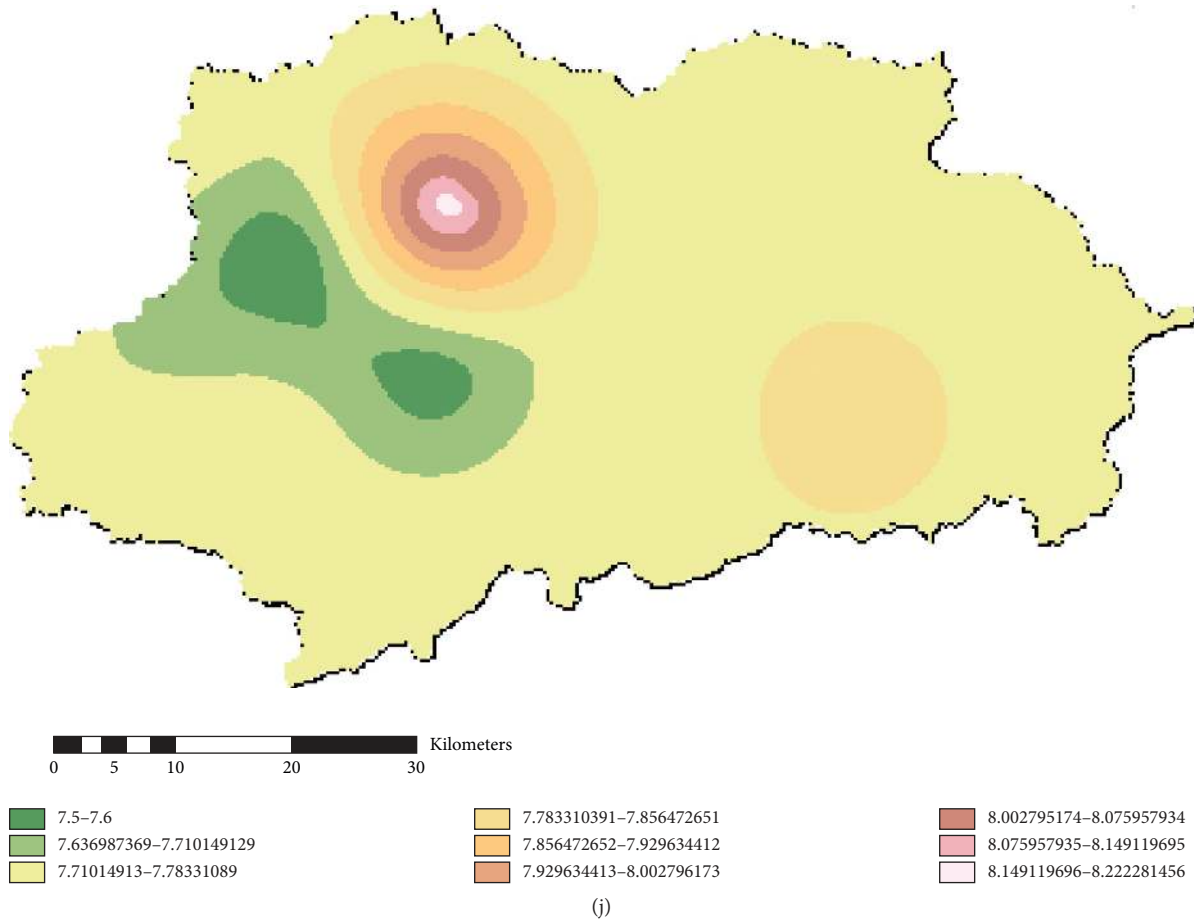 Kilometers
0 5 10 20 30
7.5–7.6 7.783310391–7.856472651 8.002795174–8.075957934
7.636987369–7.710149129 7.856472652–7.929634412 8.075957935–8.149119695
7.71014913–7.78331089 7.929634413–8.002796173 8.149119696–8.222281456
(j)